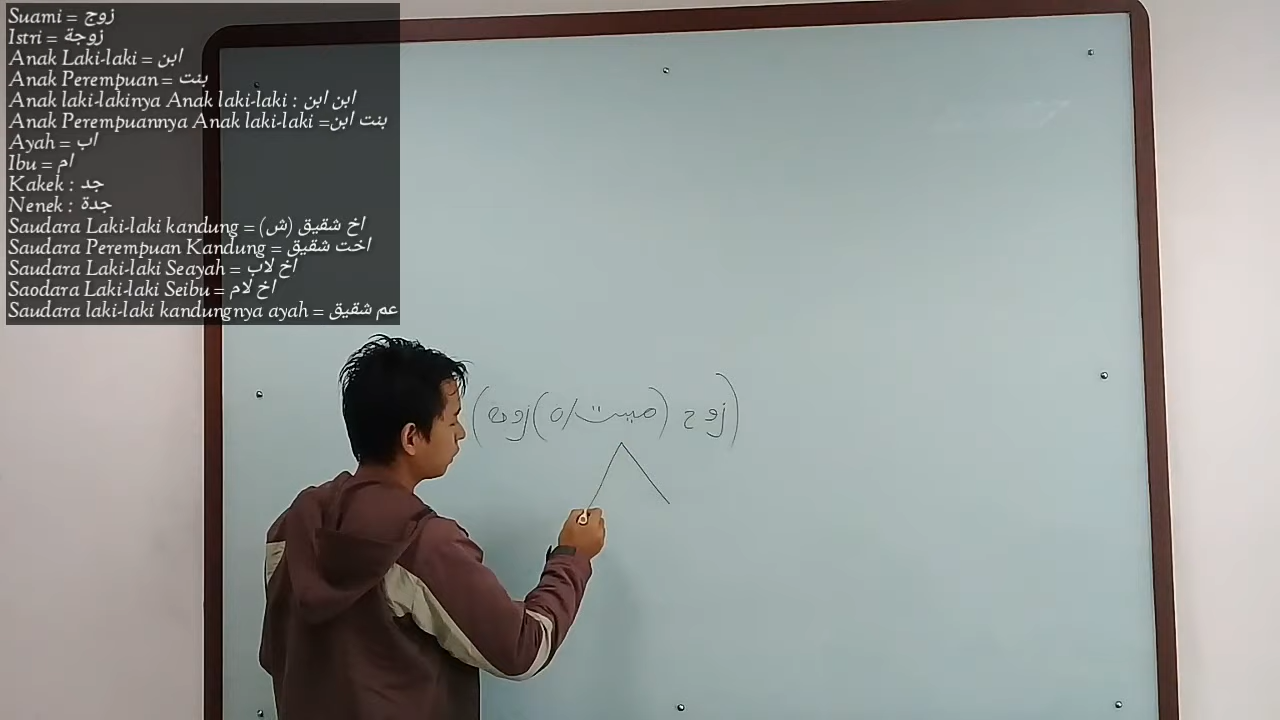 Suami = زوج
Istri = زوجة
Anak Laki-laki = ابن
Anak Perempuan = بنت
Anak laki-lakinya Anak laki-laki : ابن ابن
Anak Perempuannya Anak laki-laki = بنت ابن
Ayah = اب
Ibu = ام
Kakek : جد
Nenek : جدة
Saudara Laki-laki kandung = اخ شقيق (ش)
Saudara Perempuan Kandung = اخت شقيق
Saudara Laki-laki Seayah = اخ لاب
Saodara Laki-laki Seibu = اخ لام
Saudara laki-laki kandungnya ayah = عم شقيق
(زوج (ميت/ة) زوجة)